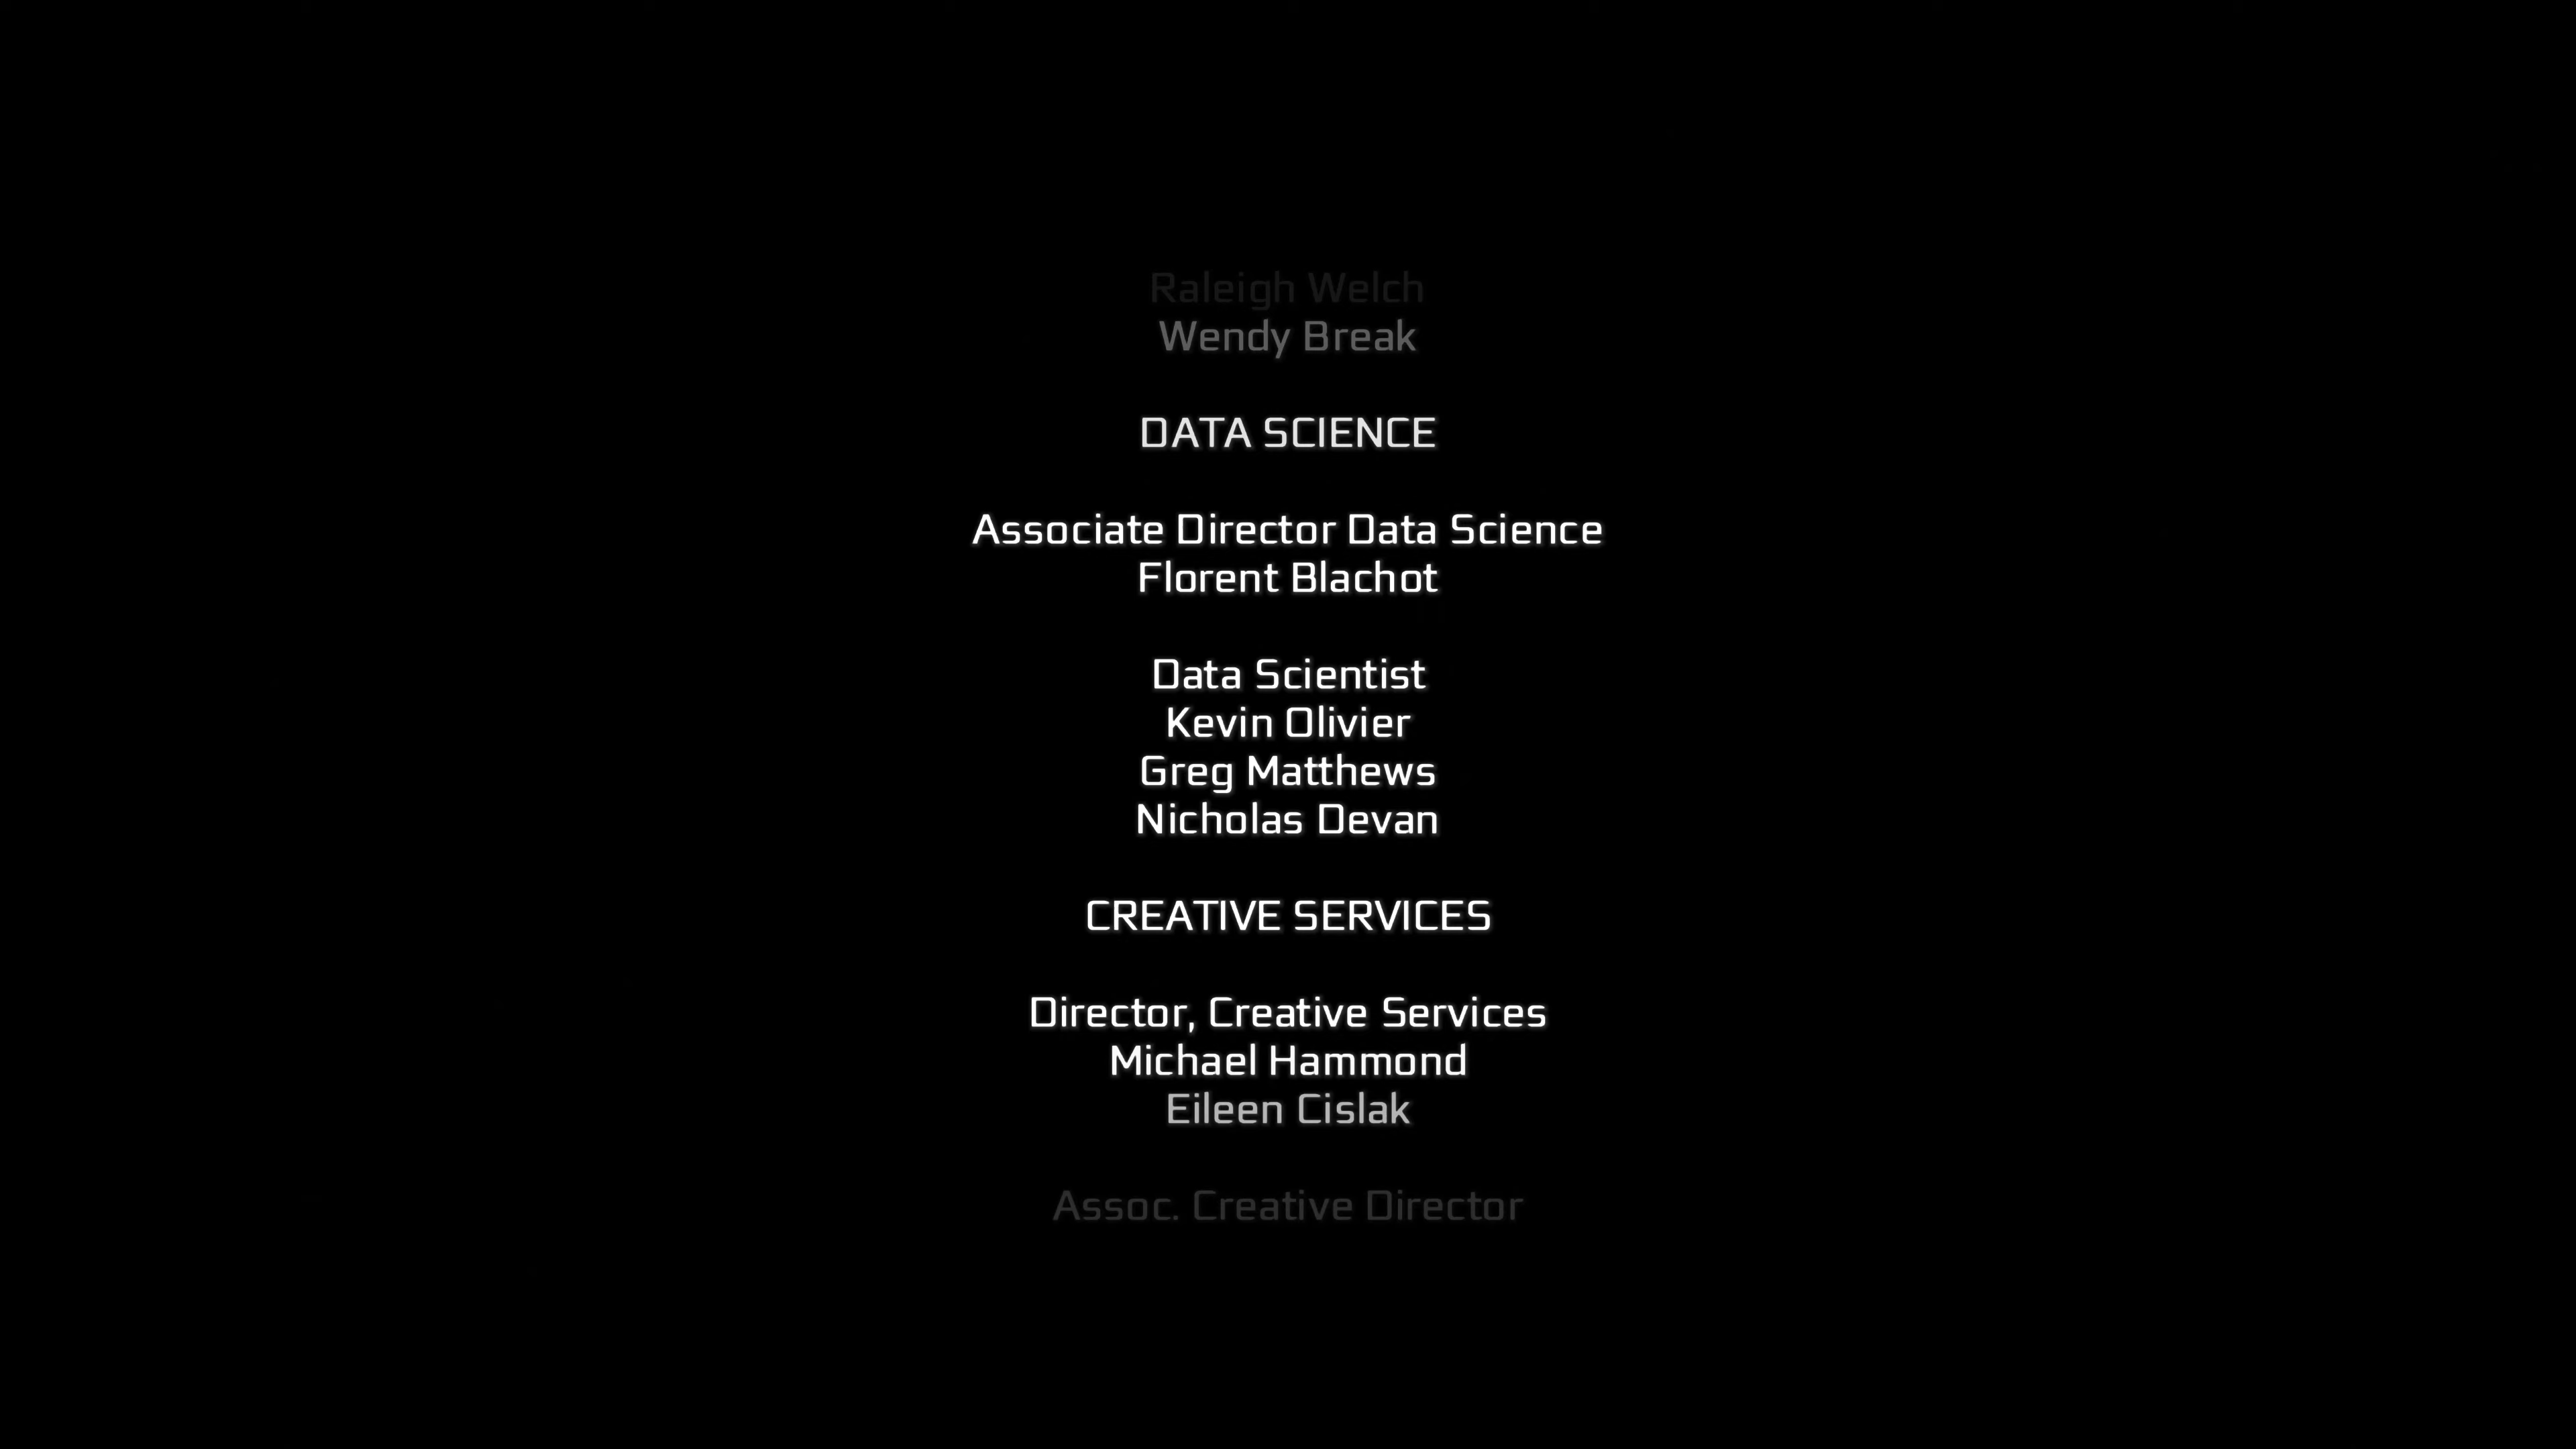 Raleigh Welch
Wendy Break
DATA SCIENCE
Associate Director Data Science
Florent Blachot
Data Scientist
Kevin Olivier
Greg Matthews
Nicholas Devan
CREATIVE SERVICES
Director, Creative Services
Michael Hammond
Eileen Cislak
Assoc. Creative Director